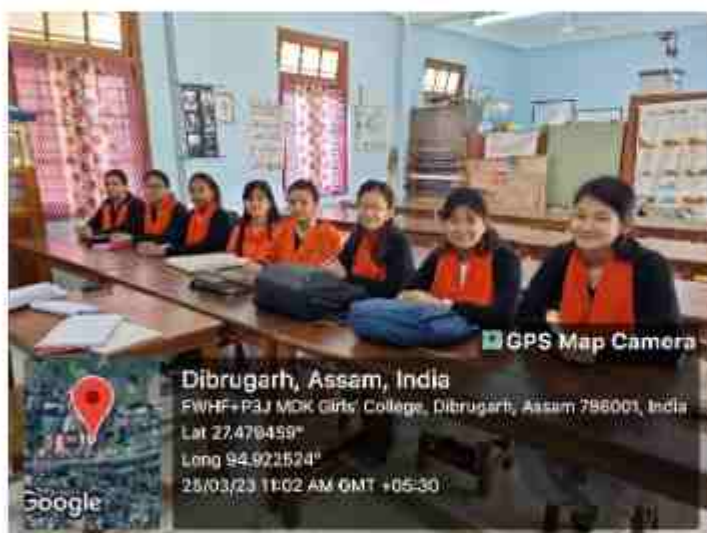 GPS Map Camera
Dibrugarh, Assam, India
FWHF+P3J MDK Girls' College, Dibrugarh, Assam 786001, India
Lat 27.479459°
Long 94.922524°
25/03/23 11:02 AM GMT +05:30
Google